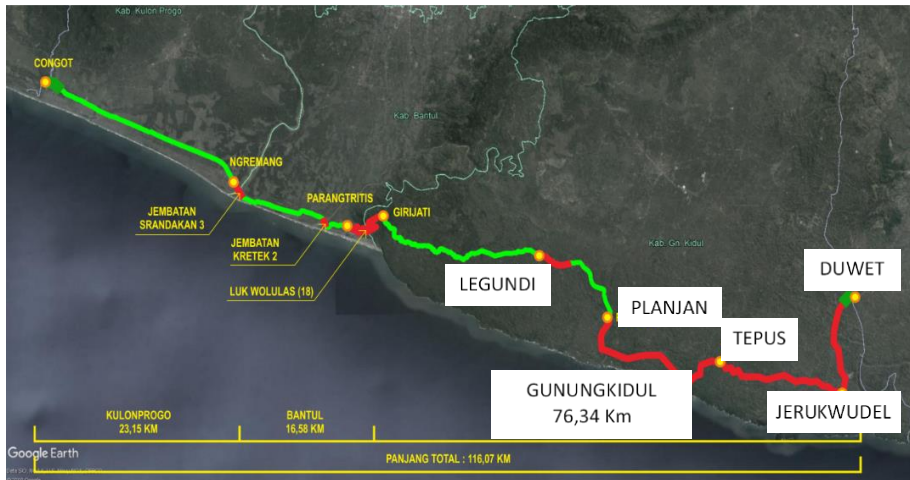 Kab. Kulon Progo
CONGOT
Kab. Bantul
NGREMANG
PARANGTRITIS
GIRIJATI
JEMBATAN
SRANDAKAN 3
JEMBATAN
KRETEK 2
LUK WOLULAS (18)
Kab. Gn. Kidul
LEGUNDI
DUWET
PLANJAN
TEPUS
GUNUNGKIDUL
76,34 Km
JERUKWUDEL
KULONPROGO
23,15 KM
BANTUL
16,58 KM
PANJANG TOTAL : 116,07 KM
Google Earth